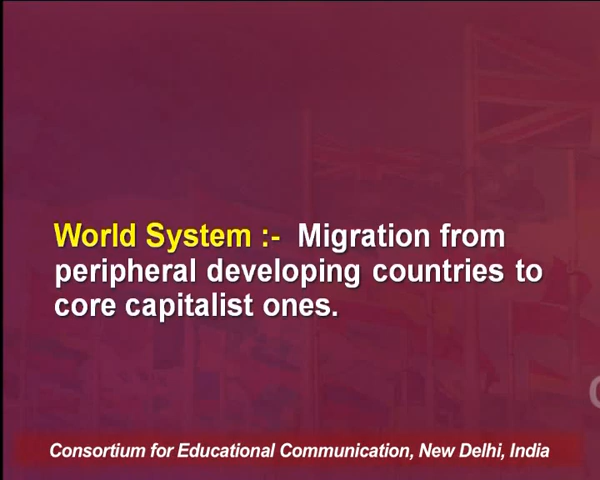 World System :- Migration from
peripheral developing countries to
core capitalist ones.
Consortium for Educational Communication, New Delhi, India